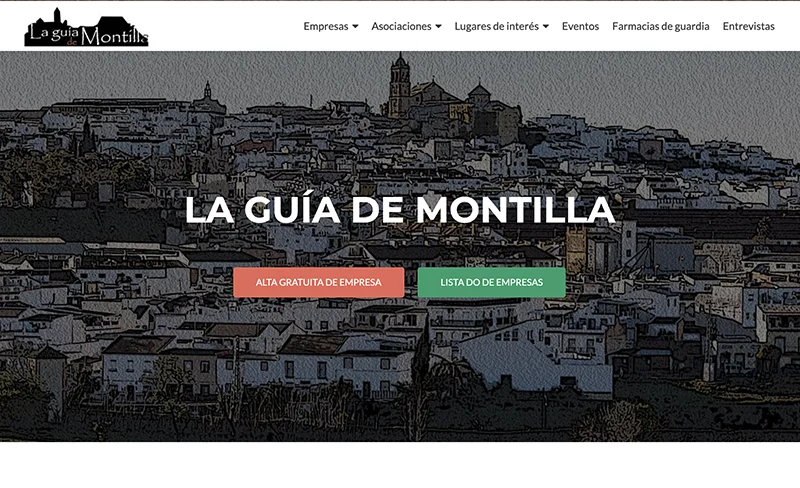 La guia
de Montilla
Empresas Asociaciones Lugares de interés Eventos Farmacias de guardia Entrevistas
LA GUÍA DE MONTILLA
ALTA GRATUITA DE EMPRESA
LISTA DO DE EMPRESAS